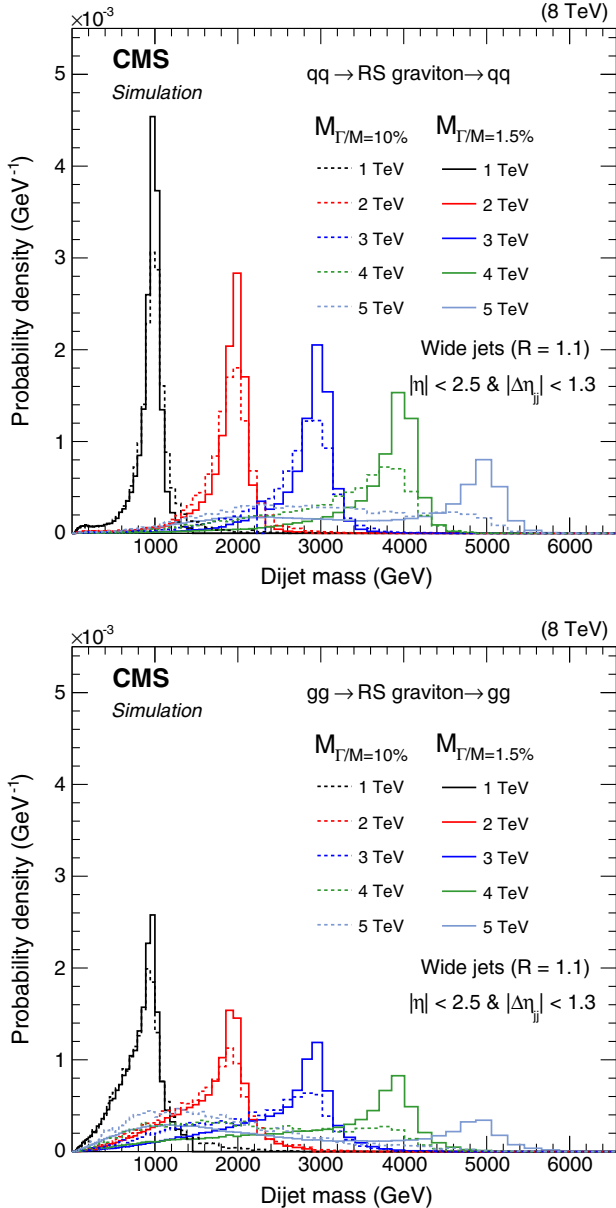 ×10⁻³ (8 TeV)
5
4
3
2
1
0
Probability density (GeV⁻¹)
CMS
Simulation
qq → RS graviton → qq
M_Γ/M=10% M_Γ/M=1.5%
1 TeV 1 TeV
2 TeV 2 TeV
3 TeV 3 TeV
4 TeV 4 TeV
5 TeV 5 TeV
Wide jets (R = 1.1)
|η| < 2.5 & |Δη_jj| < 1.3
1000 2000 3000 4000 5000 6000
Dijet mass (GeV)
×10⁻³ (8 TeV)
5
4
3
2
1
0
Probability density (GeV⁻¹)
CMS
Simulation
gg → RS graviton → gg
M_Γ/M=10% M_Γ/M=1.5%
1 TeV 1 TeV
2 TeV 2 TeV
3 TeV 3 TeV
4 TeV 4 TeV
5 TeV 5 TeV
Wide jets (R = 1.1)
|η| < 2.5 & |Δη_jj| < 1.3
1000 2000 3000 4000 5000 6000
Dijet mass (GeV)